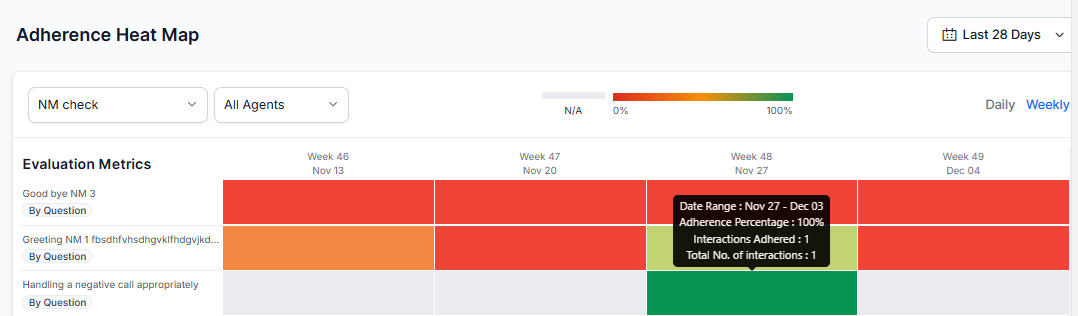 Adherence Heat Map
Last 28 Days
NM check
All Agents
N/A
0%
100%
Daily
Weekly
Evaluation Metrics
Week 46
Nov 13
Week 47
Nov 20
Week 48
Nov 27
Week 49
Dec 04
Good bye NM 3
By Question
Date Range : Nov 27 - Dec 03
Adherence Percentage : 100%
Interactions Adhered : 1
Total No. of interactions : 1
Greeting NM 1 fbsdhfvhsdhgvklfhdgvjkd...
By Question
Handling a negative call appropriately
By Question